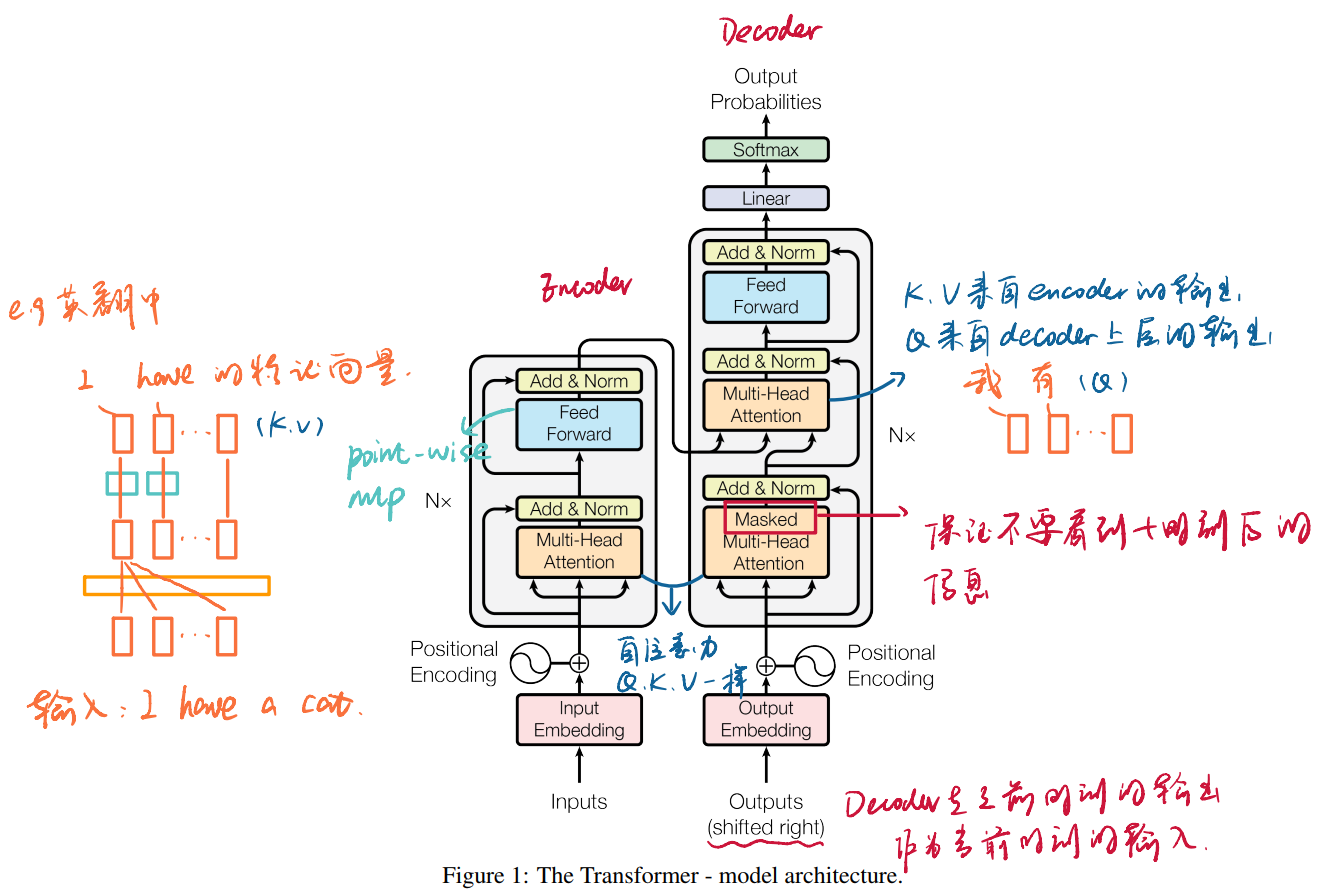 Decoder
Output
Probabilities
Softmax
Linear
Add & Norm
Feed
Forward
Add & Norm
Multi-Head
Attention
N×
Add & Norm
Masked
Multi-Head
Attention
Positional
Encoding
Output
Embedding
Outputs
(shifted right)
Encoder
Add & Norm
Feed
Forward
N×
Add & Norm
Multi-Head
Attention
Positional
Encoding
Input
Embedding
Inputs
e.g 英翻中
I have 的特征向量.
(K.V)
point-wise
mlp
输入: I have a cat.
自注意力
Q.K.V一样
K.V来自encoder的输出,
Q来自decoder上层的输出,
我 有 (Q)
保证不要看到t时刻后的
信息
Decoder在之前时刻的输出
作为当前时刻的输入.
Figure 1: The Transformer - model architecture.